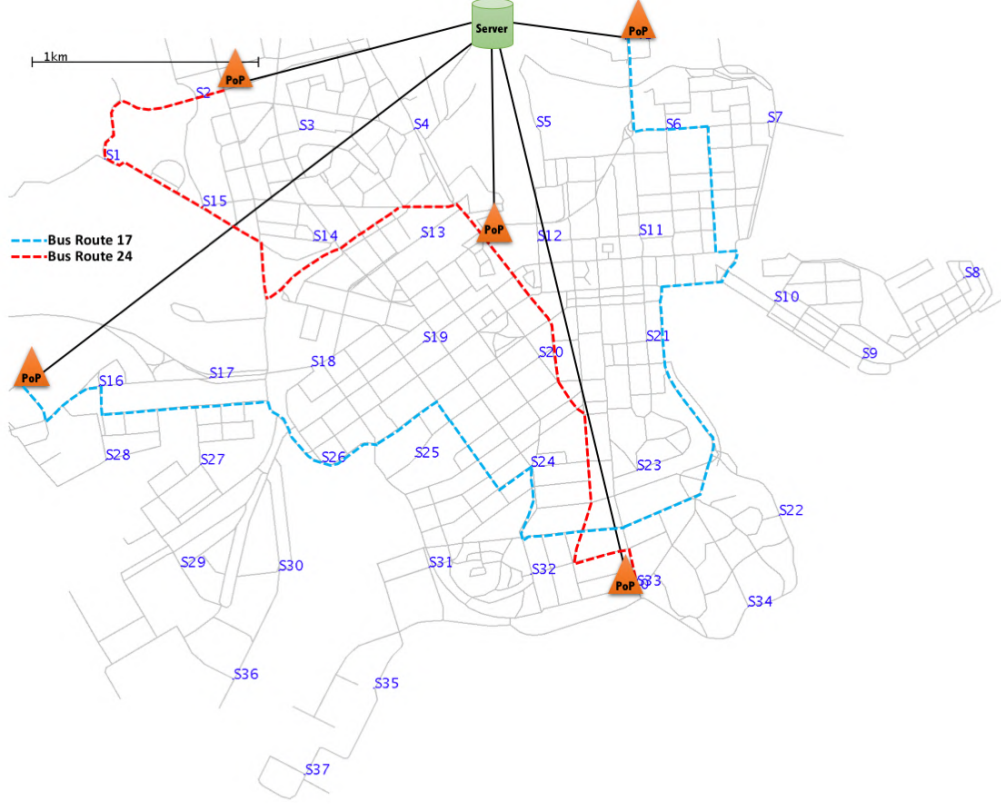 Server
PoP
1km
PoP
S2
S3
S4
S5
S6
S7
S1
S15
S14
S13
PoP
S12
S11
Bus Route 17
Bus Route 24
S8
S10
S9
S19
S20
S21
S18
S17
S16
PoP
S28
S27
S26
S25
S24
S23
S22
S29
S30
S31
S32
PoP
S33
S34
S36
S35
S37